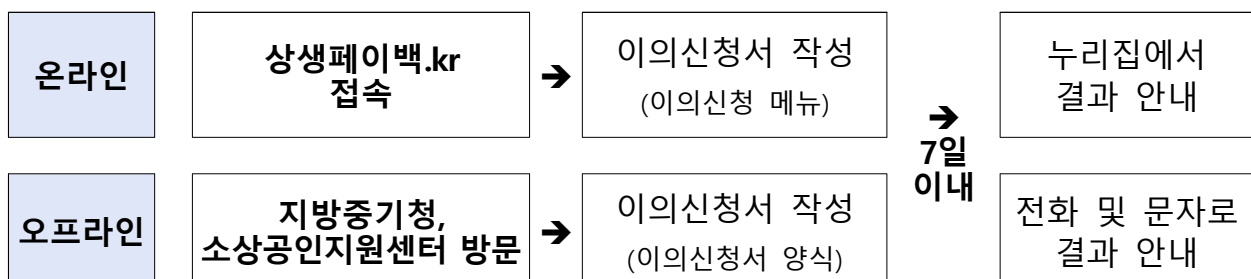 온라인
상생페이백.kr
접속
➔
이의신청서 작성
(이의신청 메뉴)
➔
7일
이내
누리집에서
결과 안내
오프라인
지방중기청,
소상공인지원센터 방문
➔
이의신청서 작성
(이의신청서 양식)
전화 및 문자로
결과 안내